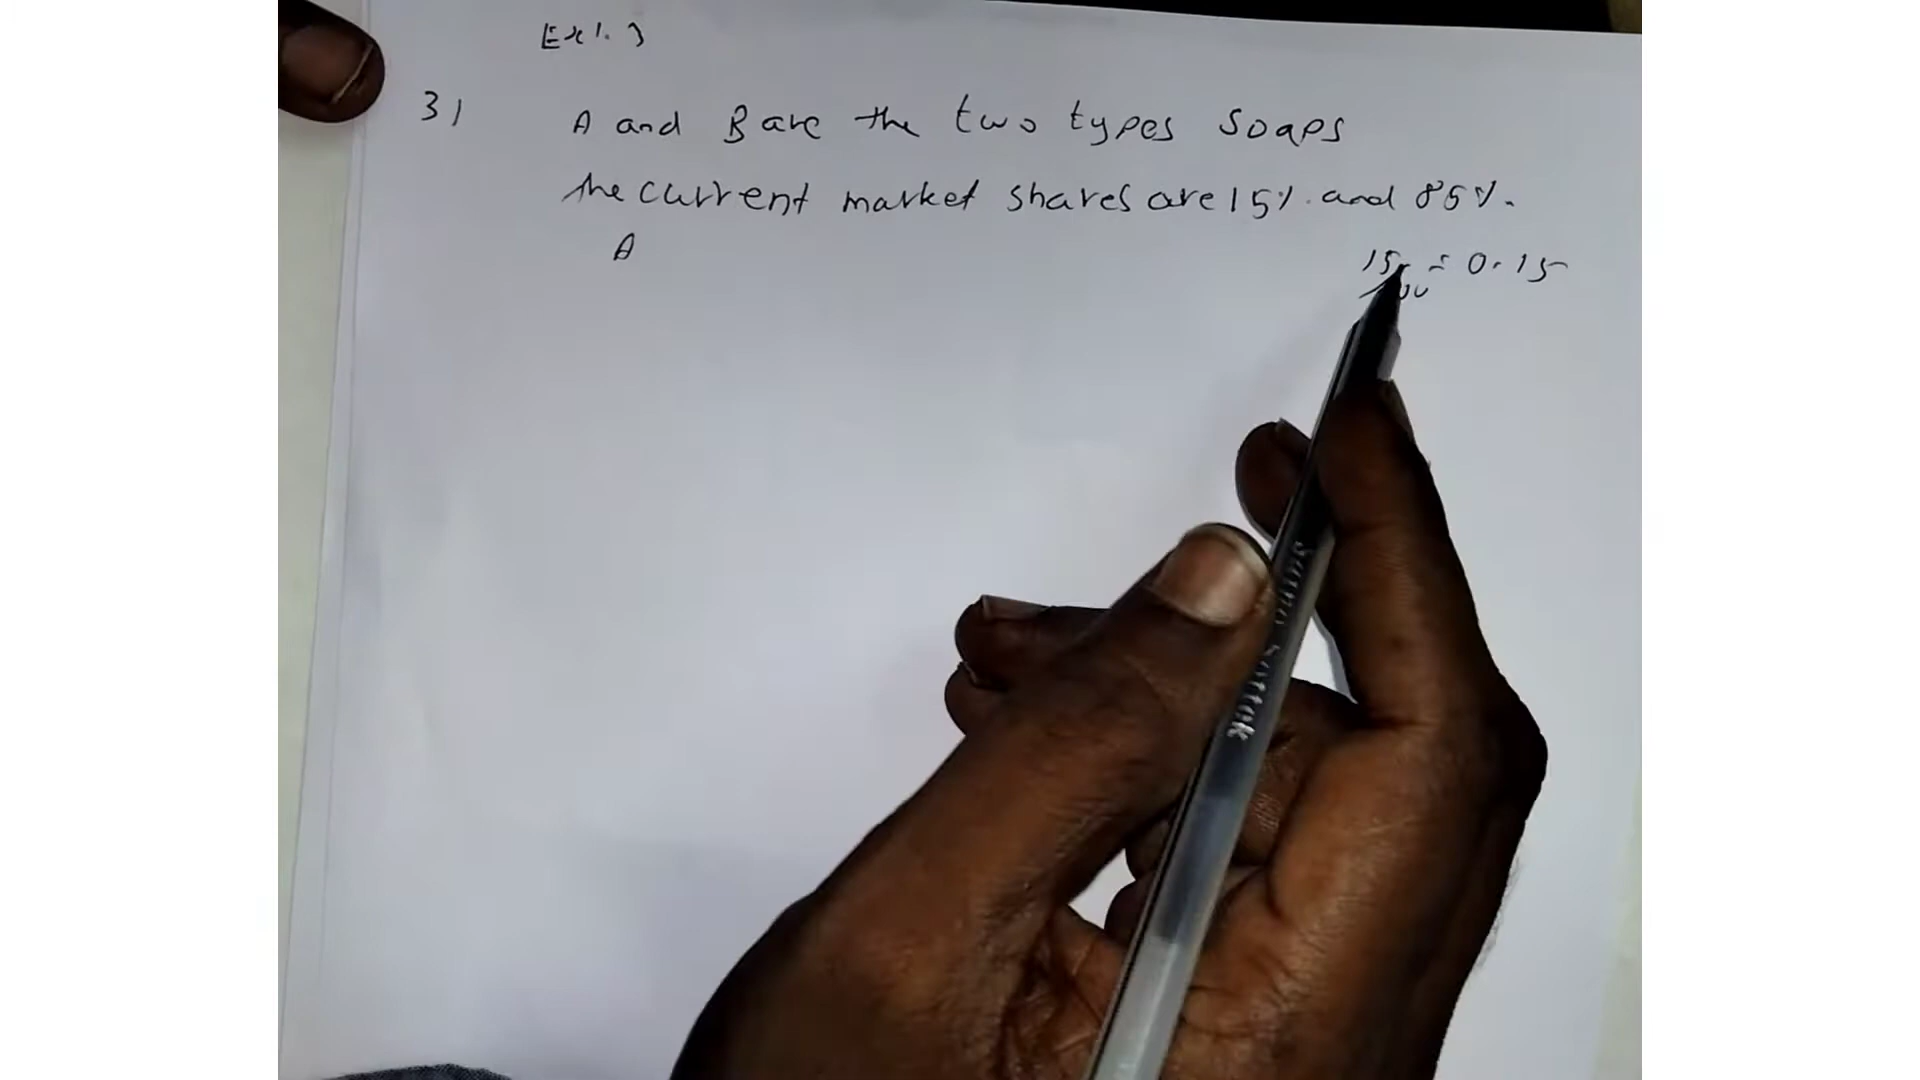 Ex 1.3
3) A and B are the two types soaps
the current market shares are 15% and 85%.
A 15/100 = 0.15